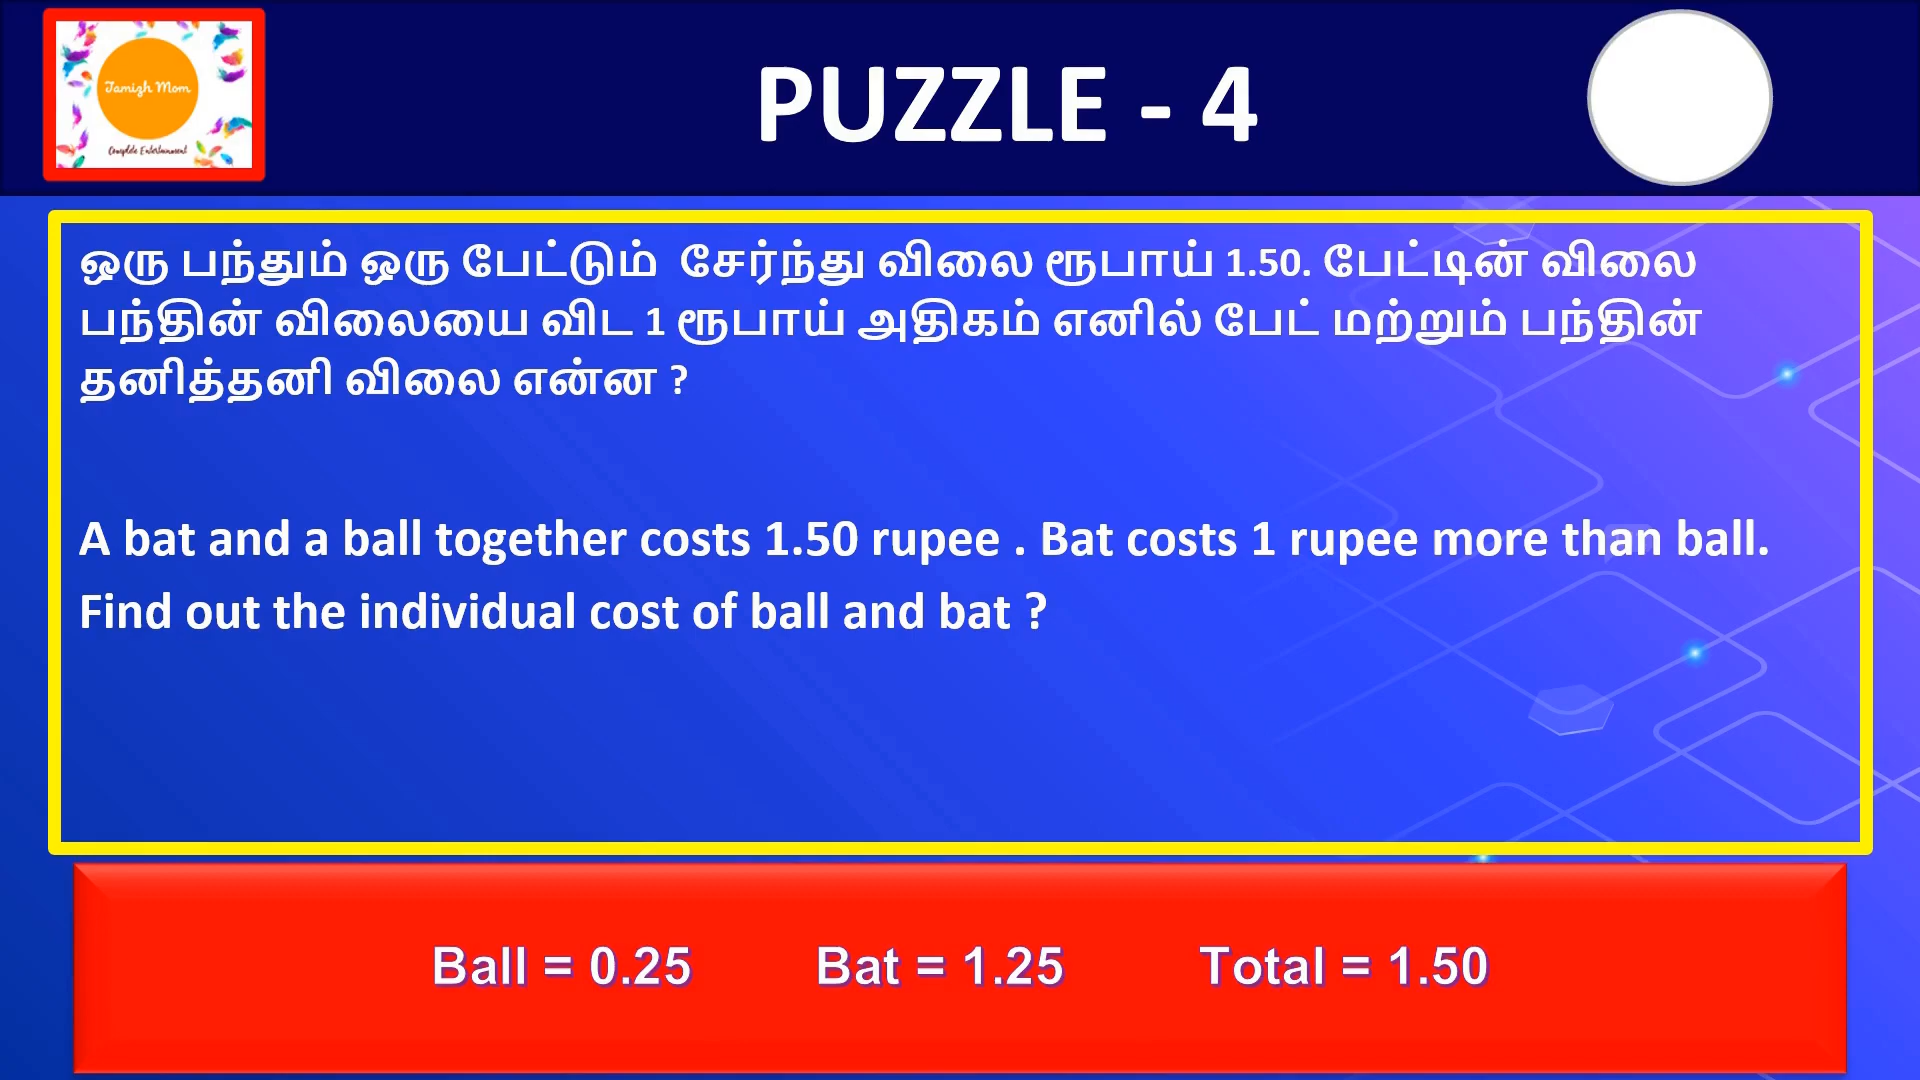 Tamizh Mom
Complete Entertainment
PUZZLE - 4
ஒரு பந்தும் ஒரு பேட்டும் சேர்ந்து விலை ரூபாய் 1.50. பேட்டின் விலை
பந்தின் விலையை விட 1 ரூபாய் அதிகம் எனில் பேட் மற்றும் பந்தின்
தனித்தனி விலை என்ன ?
A bat and a ball together costs 1.50 rupee . Bat costs 1 rupee more than ball.
Find out the individual cost of ball and bat ?
Ball = 0.25 Bat = 1.25 Total = 1.50